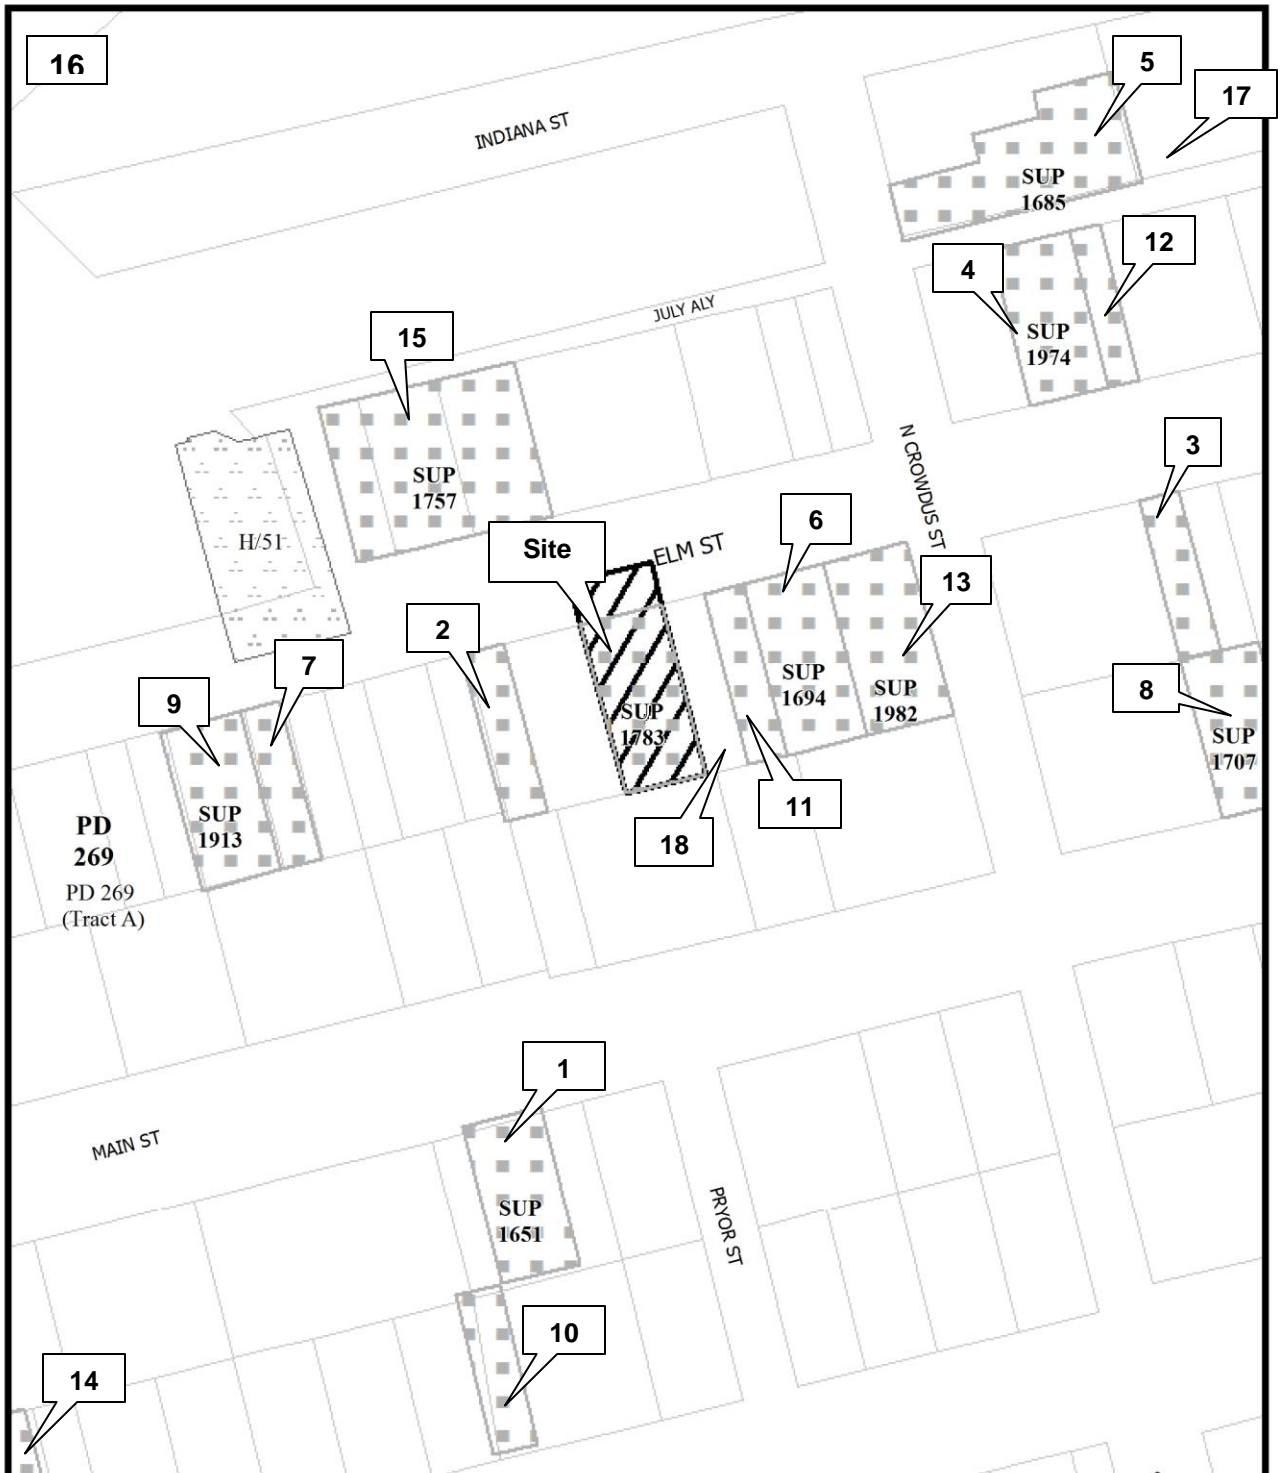 16
5
17
INDIANA ST
SUP
1685
12
4
SUP
1974
JULY ALY
15
3
N CROWDUS ST
SUP
1757
6
Site
ELM ST
H/51
13
2
7
SUP
1694
8
9
SUP
1982
SUP
1783
SUP
1707
11
SUP
1913
PD
269
18
PD 269
(Tract A)
1
MAIN ST
SUP
1651
PRYOR ST
10
14